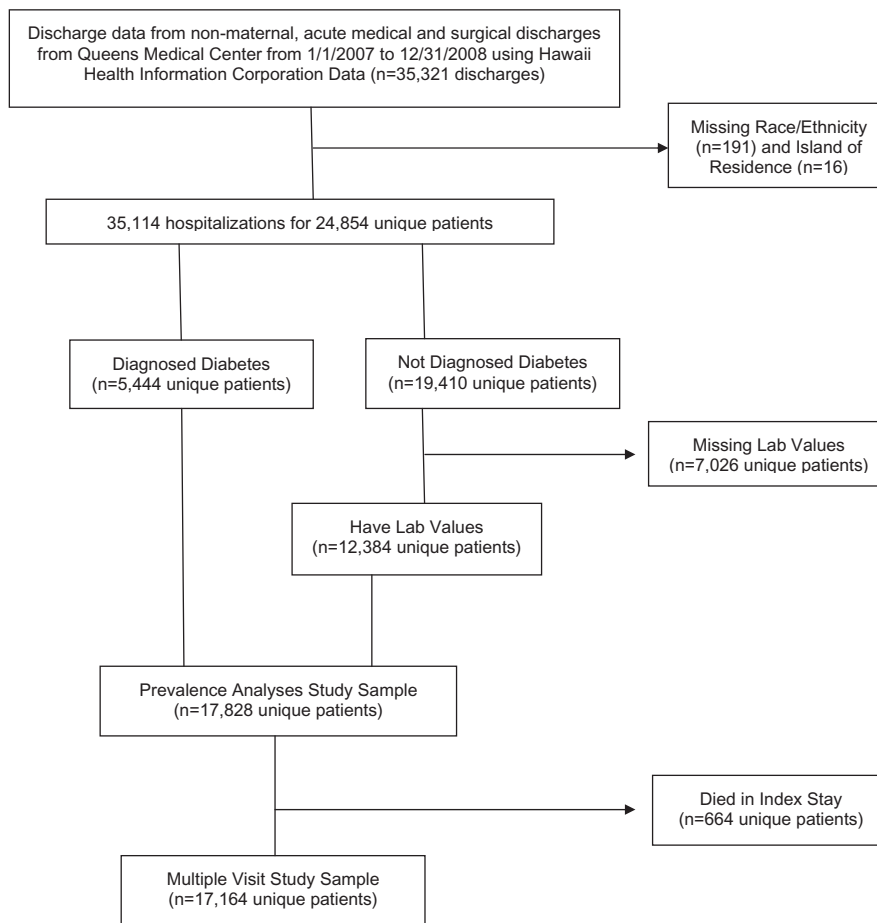 Discharge data from non-maternal, acute medical and surgical discharges
from Queens Medical Center from 1/1/2007 to 12/31/2008 using Hawaii
Health Information Corporation Data (n=35,321 discharges)
Missing Race/Ethnicity
(n=191) and Island of
Residence (n=16)
35,114 hospitalizations for 24,854 unique patients
Diagnosed Diabetes
(n=5,444 unique patients)
Not Diagnosed Diabetes
(n=19,410 unique patients)
Missing Lab Values
(n=7,026 unique patients)
Have Lab Values
(n=12,384 unique patients)
Prevalence Analyses Study Sample
(n=17,828 unique patients)
Died in Index Stay
(n=664 unique patients)
Multiple Visit Study Sample
(n=17,164 unique patients)